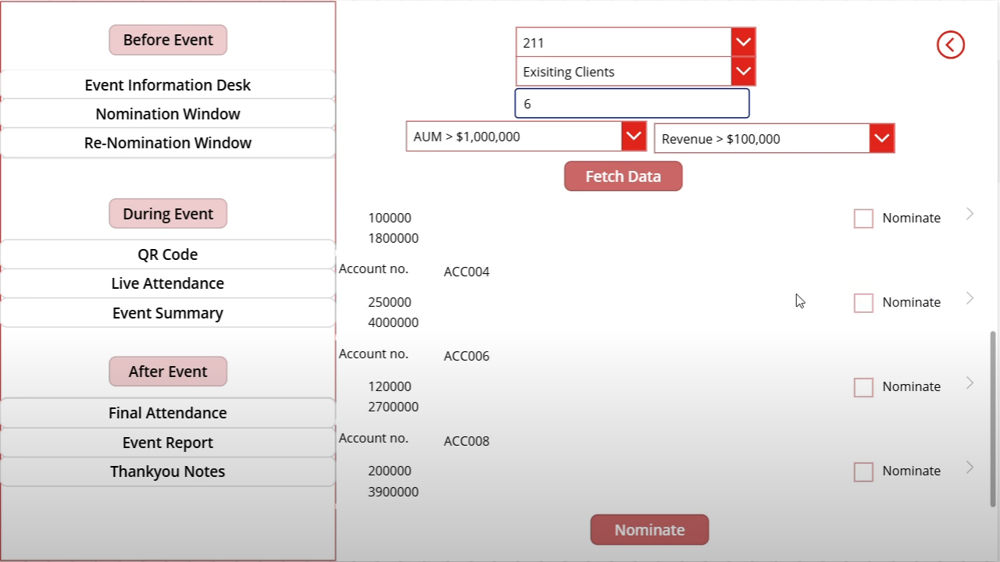 Before Event
Event Information Desk
Nomination Window
Re-Nomination Window
During Event
QR Code
Live Attendance
Event Summary
After Event
Final Attendance
Event Report
Thankyou Notes
211
Exisiting Clients
6
AUM > $1,000,000
Revenue > $100,000
Fetch Data
100000
Nominate
1800000
Account no. ACC004
250000
Nominate
4000000
Account no. ACC006
120000
Nominate
2700000
Account no. ACC008
200000
Nominate
3900000
Nominate